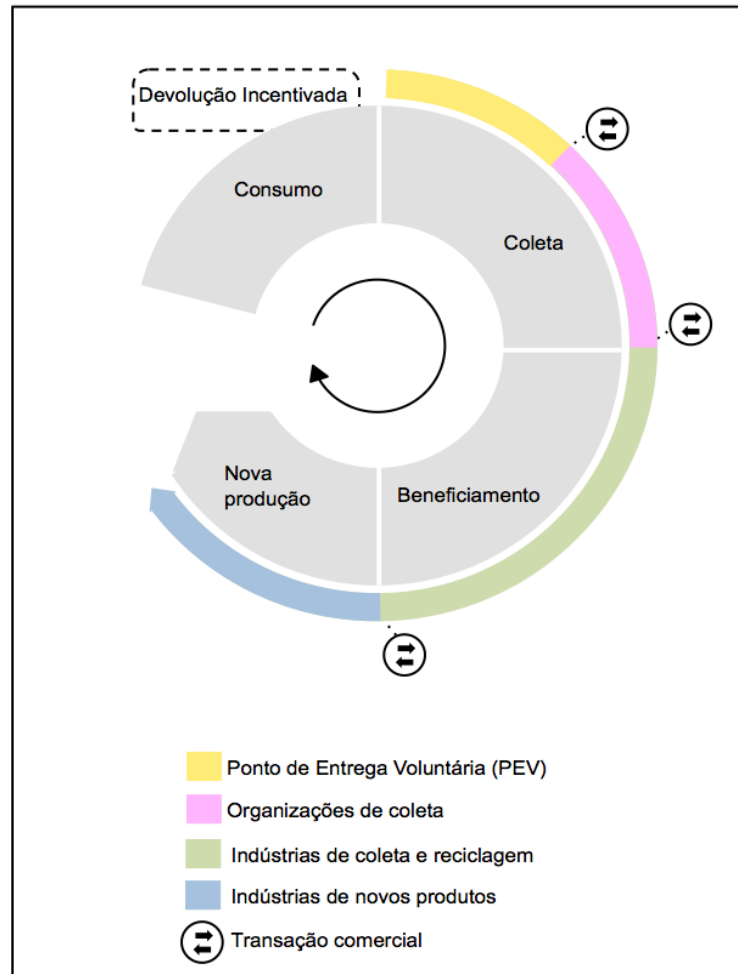 Devolução Incentivada
Consumo
Coleta
Nova
produção
Beneficiamento
Ponto de Entrega Voluntária (PEV)
Organizações de coleta
Indústrias de coleta e reciclagem
Indústrias de novos produtos
Transação comercial